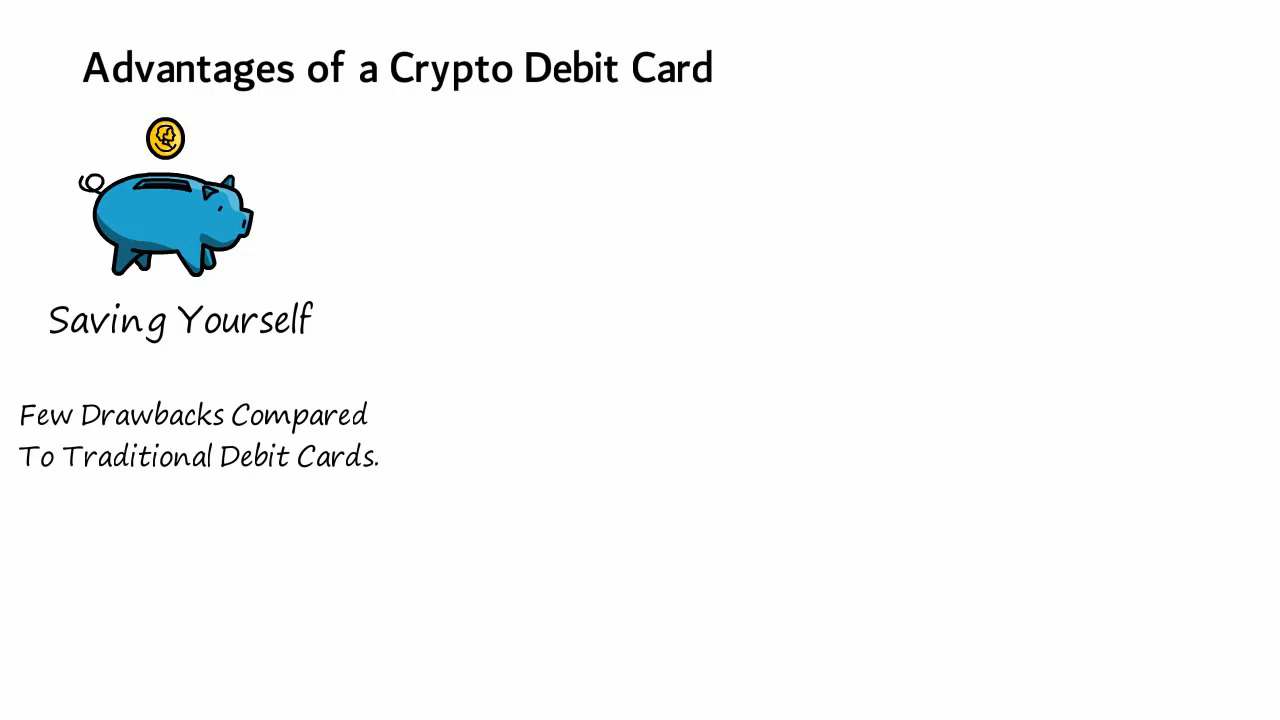 Advantages of a Crypto Debit Card
Saving Yourself
Few Drawbacks Compared
To Traditional Debit Cards.